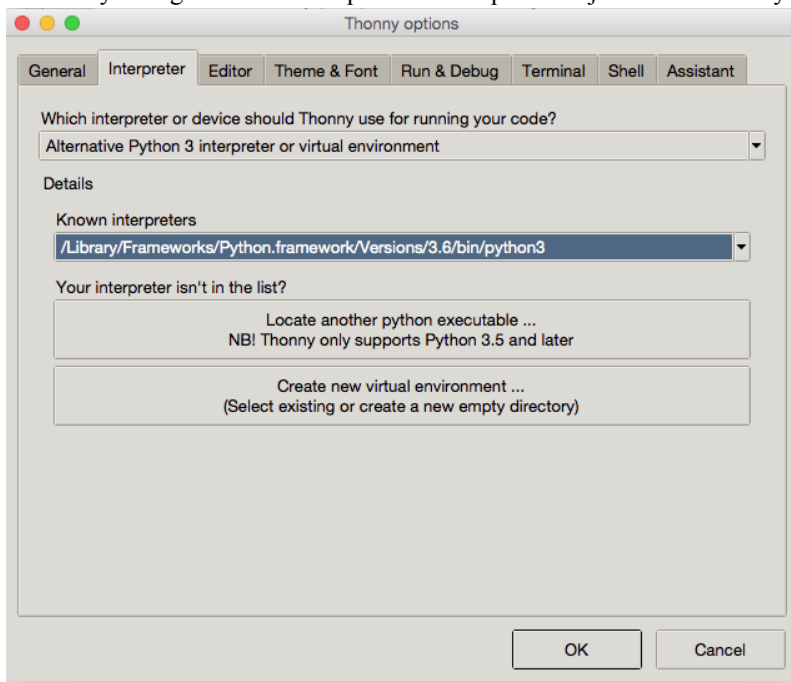 Thonny options
General Interpreter Editor Theme & Font Run & Debug Terminal Shell Assistant
Which interpreter or device should Thonny use for running your code?
Alternative Python 3 interpreter or virtual environment
Details
Known interpreters
/Library/Frameworks/Python.framework/Versions/3.6/bin/python3
Your interpreter isn't in the list?
Locate another python executable ...
NB! Thonny only supports Python 3.5 and later
Create new virtual environment ...
(Select existing or create a new empty directory)
OK Cancel